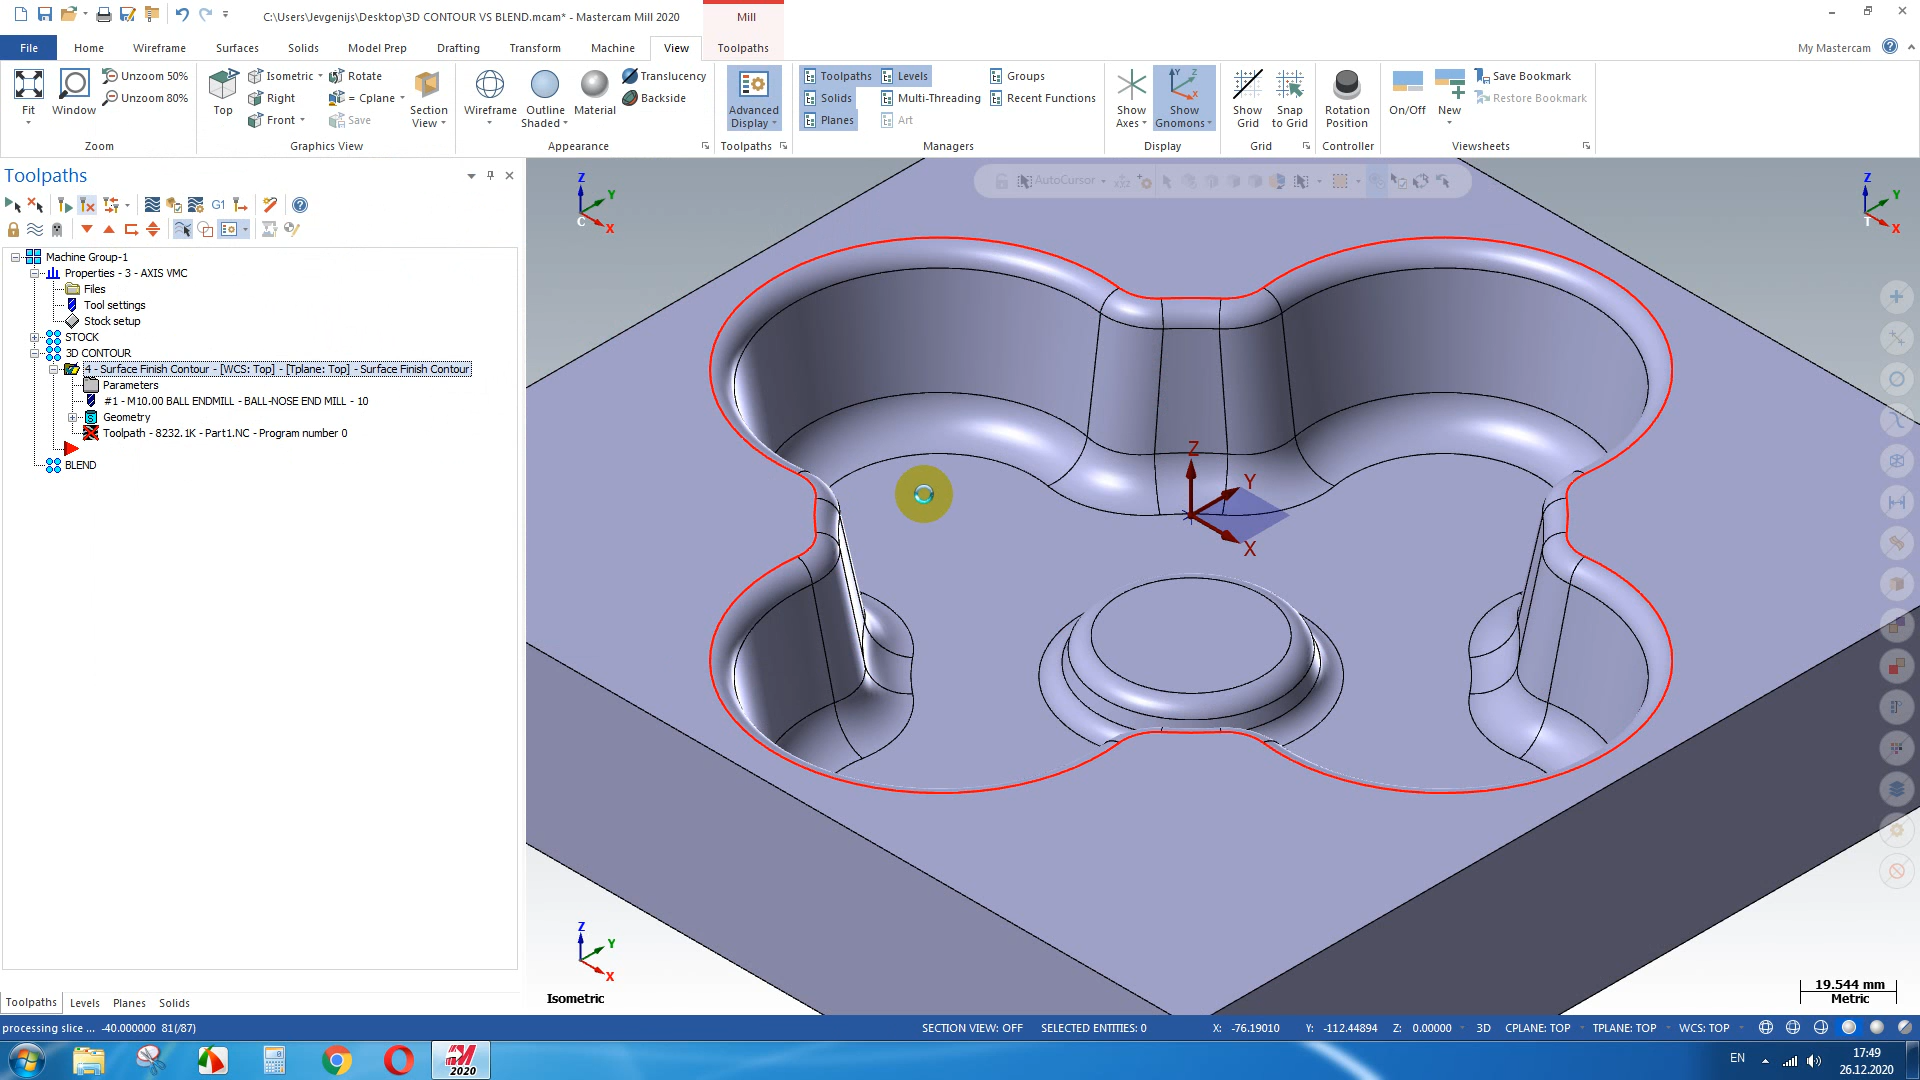 C:\Users\Jevgenijs\Desktop\3D CONTOUR VS BLEND.mcam* - Mastercam Mill 2020
Mill
File
Home
Wireframe
Surfaces
Solids
Model Prep
Drafting
Transform
Machine
View
Toolpaths
My Mastercam
Fit
Window
Unzoom 50%
Unzoom 80%
Zoom
Top
Isometric
Right
Front
Rotate
= Cplane
Save
Section View
Graphics View
Wireframe
Outline Shaded
Material
Translucency
Backside
Appearance
Advanced Display
Toolpaths
Toolpaths
Solids
Planes
Levels
Multi-Threading
Art
Groups
Recent Functions
Managers
Show Axes
Show Gnomons
Display
Show Grid
Snap to Grid
Grid
Rotation Position
Controller
On/Off
New
Save Bookmark
Restore Bookmark
Viewsheets
Toolpaths
G1
Machine Group-1
Properties - 3 - AXIS VMC
Files
Tool settings
Stock setup
STOCK
3D CONTOUR
4 - Surface Finish Contour - [WCS: Top] - [Tplane: Top] - Surface Finish Contour
Parameters
#1 - M10.00 BALL ENDMILL - BALL-NOSE END MILL - 10
Geometry
Toolpath - 8232.1K - Part1.NC - Program number 0
BLEND
AutoCursor
Z
Y
X
C
Z
Y
X
T
Z
Y
X
Z
Y
X
Isometric
19.544 mm
Metric
Toolpaths
Levels
Planes
Solids
processing slice ... -40.000000 81(/87)
SECTION VIEW: OFF
SELECTED ENTITIES: 0
X: -76.19010
Y: -112.44894
Z: 0.00000
3D
CPLANE: TOP
TPLANE: TOP
WCS: TOP
2020
EN
17:49
26.12.2020